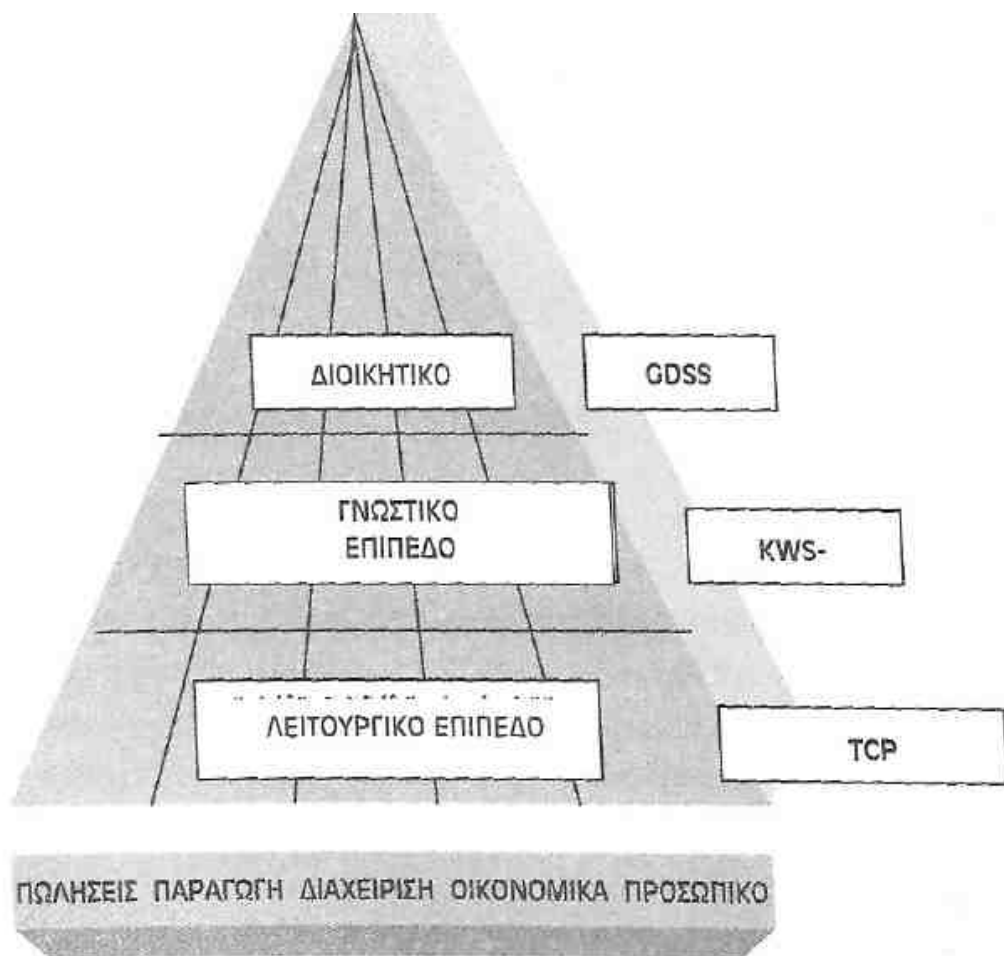 ΔΙΟΙΚΗΤΙΚΟ
GDSS
ΓΝΩΣΤΙΚΟ
ΕΠΙΠΕΔΟ
KWS-
ΛΕΙΤΟΥΡΓΙΚΟ ΕΠΙΠΕΔΟ
TCP
ΠΩΛΗΣΕΙΣ ΠΑΡΑΓΩΓΗ ΔΙΑΧΕΙΡΙΣΗ ΟΙΚΟΝΟΜΙΚΑ ΠΡΟΣΩΠΙΚΟ